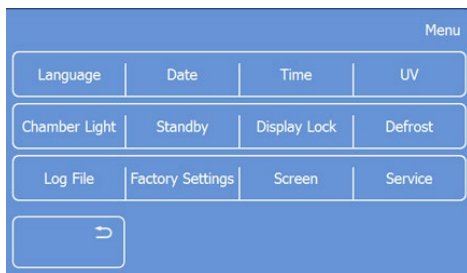 Menu
Language Date Time UV
Chamber Light Standby Display Lock Defrost
Log File Factory Settings Screen Service